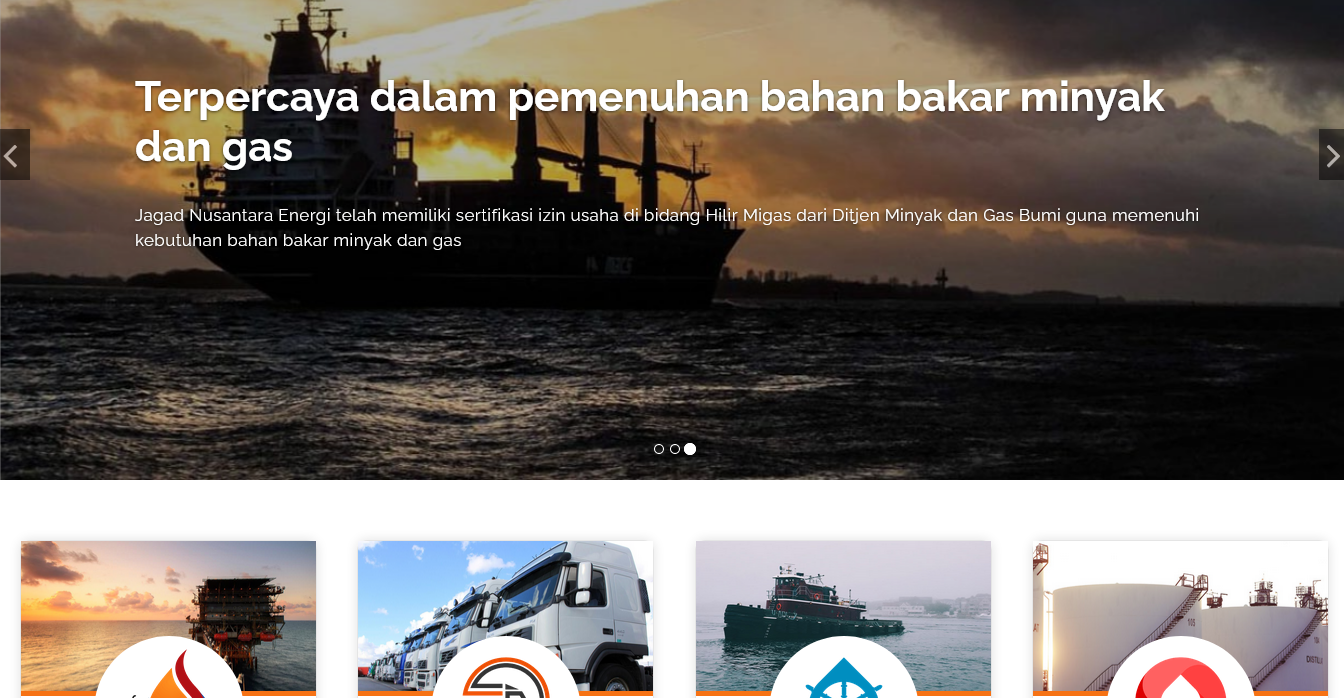 Terpercaya dalam pemenuhan bahan bakar minyak
dan gas
Jagad Nusantara Energi telah memiliki sertifikasi izin usaha di bidang Hilir Migas dari Ditjen Minyak dan Gas Bumi guna memenuhi
kebutuhan bahan bakar minyak dan gas